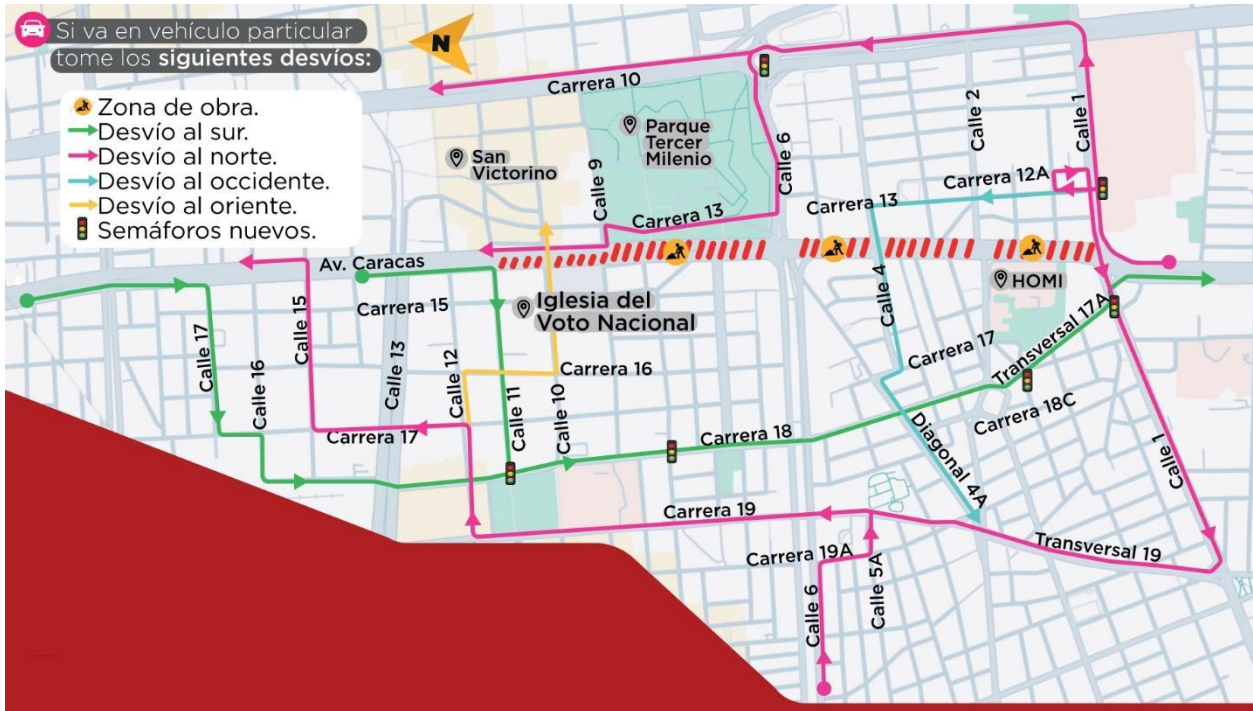 Si va en vehículo particular
tome los siguientes desvíos:
N
Zona de obra.
Desvío al sur.
Desvío al norte.
Desvío al occidente.
Desvío al oriente.
Semáforos nuevos.
Carrera 10
Calle 2
Calle 1
Parque
Tercer
Milenio
Calle 6
San
Victorino
Calle 9
Carrera 12A
Carrera 13
Carrera 13
Av. Caracas
HOMI
Calle 4
Calle 15
Carrera 15
Iglesia del
Voto Nacional
Transversal 17A
Calle 17
Calle 13
Calle 12
Carrera 16
Carrera 17
Calle 16
Calle 11
Calle 10
Carrera 17
Carrera 18
Carrera 18C
Diagonal 4A
Calle 1
Carrera 19
Transversal 19
Carrera 19A
Calle 5A
Calle 6